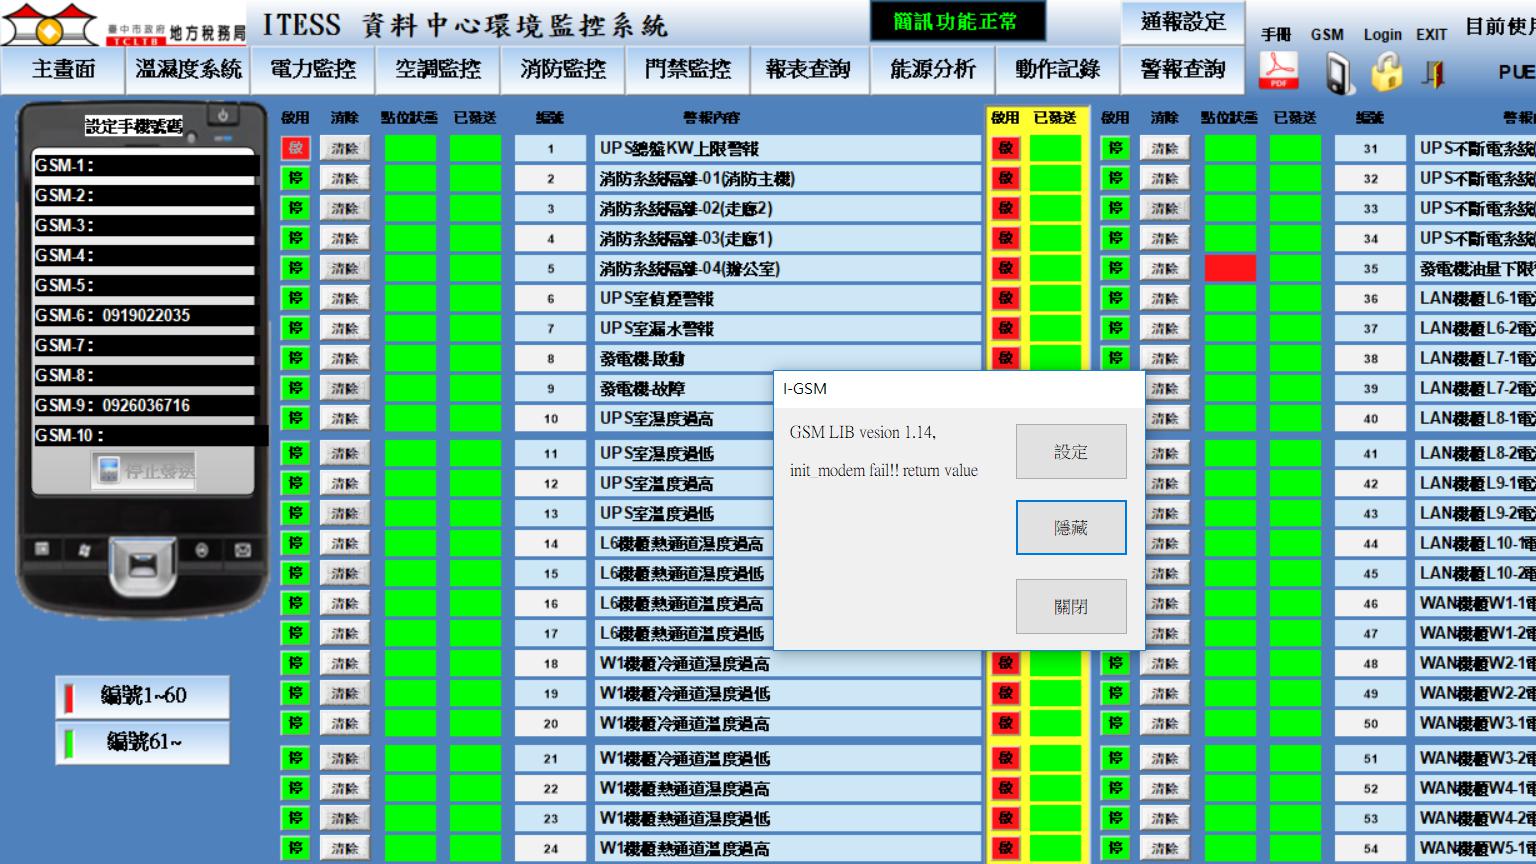 臺中市政府
TCLTB
地方稅務局
ITESS 資料中心環境監控系統
簡訊功能正常
通報設定
手冊
GSM
Login
EXIT
目前使用
主畫面
溫濕度系統
電力監控
空調監控
消防監控
門禁監控
報表查詢
能源分析
動作記錄
警報查詢
PDF
PUE
設定手機號碼
GSM-1：
GSM-2：
GSM-3：
GSM-4：
GSM-5：
GSM-6：0919022035
GSM-7：
GSM-8：
GSM-9：0926036716
GSM-10：
停止發送
編號1~60
編號61~
啟用 清除 點位狀態 已發送 編號 警報內容 啟用 已發送 啟用 清除 點位狀態 已發送 編號 警報
啟 清除 1 UPS總盤KW上限警報 啟 停 清除 31 UPS不斷電系統(
停 清除 2 消防系統隔離-01(消防主機) 啟 停 清除 32 UPS不斷電系統(
停 清除 3 消防系統隔離-02(走廊2) 啟 停 清除 33 UPS不斷電系統(
停 清除 4 消防系統隔離-03(走廊1) 啟 停 清除 34 UPS不斷電系統(
停 清除 5 消防系統隔離-04(辦公室) 啟 停 清除 35 發電機油量下限
停 清除 6 UPS室偵煙警報 啟 停 清除 36 LAN機櫃L6-1電
停 清除 7 UPS室漏水警報 啟 停 清除 37 LAN機櫃L6-2電
停 清除 8 發電機-啟動 啟 停 清除 38 LAN機櫃L7-1電
停 清除 9 發電機-故障 清除 39 LAN機櫃L7-2電
停 清除 10 UPS室濕度過高 清除 40 LAN機櫃L8-1電
停 清除 11 UPS室濕度過低 清除 41 LAN機櫃L8-2電
停 清除 12 UPS室溫度過高 清除 42 LAN機櫃L9-1電
停 清除 13 UPS室溫度過低 清除 43 LAN機櫃L9-2電
停 清除 14 L6機櫃熱通道濕度過高 清除 44 LAN機櫃L10-1電
停 清除 15 L6機櫃熱通道濕度過低 清除 45 LAN機櫃L10-2電
停 清除 16 L6機櫃熱通道溫度過高 清除 46 WAN機櫃W1-1電
停 清除 17 L6機櫃熱通道溫度過低 清除 47 WAN機櫃W1-2電
停 清除 18 W1機櫃冷通道濕度過高 啟 停 清除 48 WAN機櫃W2-1電
停 清除 19 W1機櫃冷通道濕度過低 啟 停 清除 49 WAN機櫃W2-2電
停 清除 20 W1機櫃冷通道溫度過高 啟 停 清除 50 WAN機櫃W3-1電
停 清除 21 W1機櫃冷通道溫度過低 啟 停 清除 51 WAN機櫃W3-2電
停 清除 22 W1機櫃熱通道濕度過高 啟 停 清除 52 WAN機櫃W4-1電
停 清除 23 W1機櫃熱通道濕度過低 啟 停 清除 53 WAN機櫃W4-2電
停 清除 24 W1機櫃熱通道溫度過高 啟 停 清除 54 WAN機櫃W5-1電
I-GSM
GSM LIB vesion 1.14,
init_modem fail!! return value
設定
隱藏
關閉